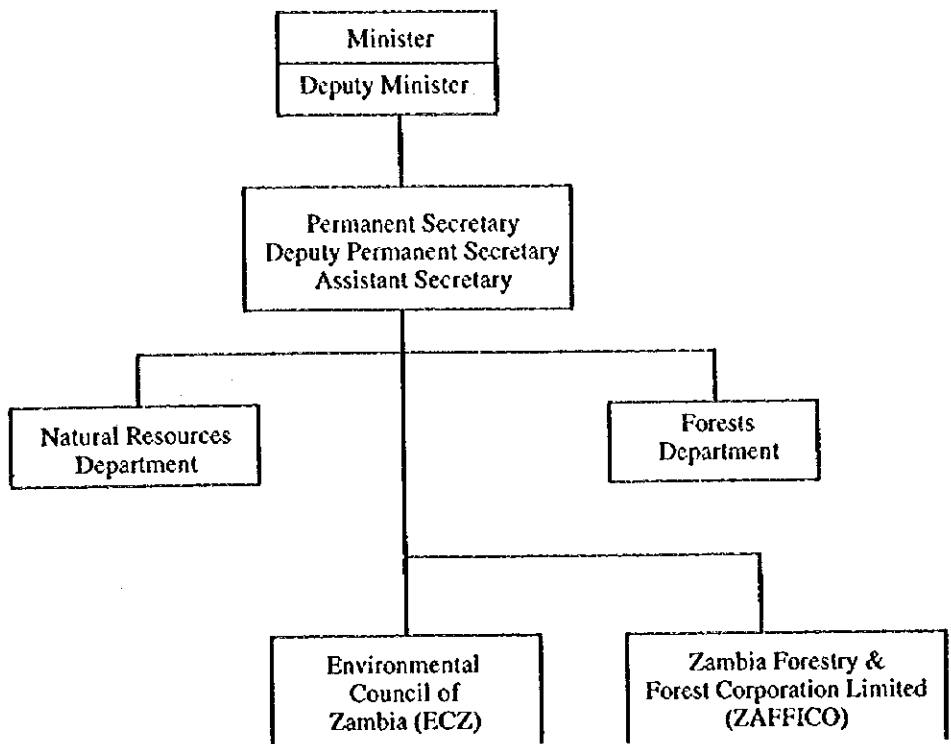 Minister
Deputy Minister
Permanent Secretary
Deputy Permanent Secretary
Assistant Secretary
Natural Resources
Department
Forests
Department
Environmental
Council of
Zambia (ECZ)
Zambia Forestry &
Forest Corporation Limited
(ZAFFICO)